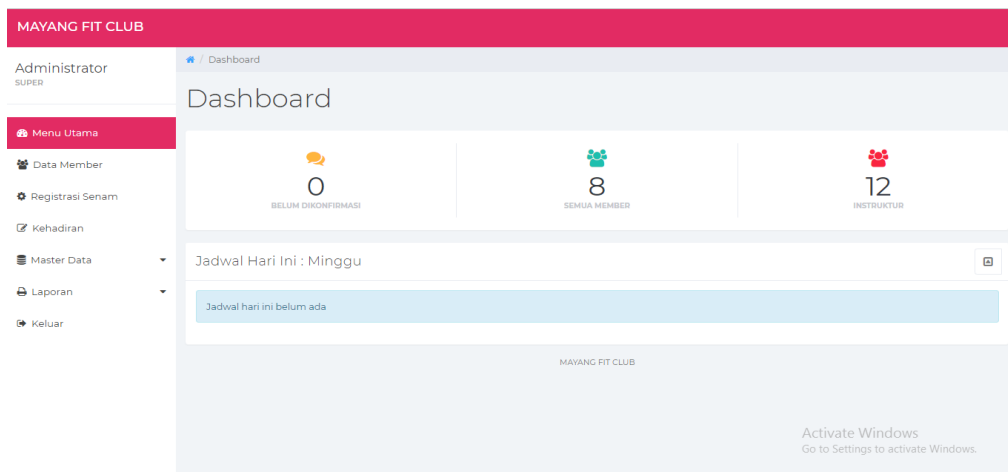 MAYANG FIT CLUB
Administrator
SUPER
Menu Utama
Data Member
Registrasi Senam
Kehadiran
Master Data
Laporan
Keluar
/ Dashboard
Dashboard
0
BELUM DIKONFIRMASI
8
SEMUA MEMBER
12
INSTRUKTUR
Jadwal Hari Ini : Minggu
Jadwal hari ini belum ada
MAYANG FIT CLUB
Activate Windows
Go to Settings to activate Windows.